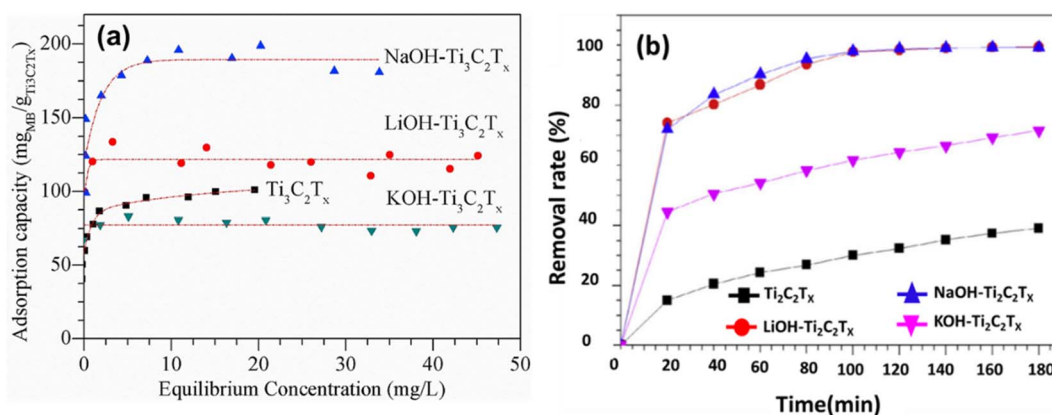 (a)
Adsorption capacity (mg_MB/g_Ti3C2Tx)
200
150
100
50
0
NaOH-Ti₃C₂Tₓ
LiOH-Ti₃C₂Tₓ
Ti₃C₂Tₓ
KOH-Ti₃C₂Tₓ
0 10 20 30 40 50
Equilibrium Concentration (mg/L)
(b)
Removal rate (%)
100
80
60
40
20
0
Ti₂C₂Tₓ
NaOH-Ti₂C₂Tₓ
LiOH-Ti₂C₂Tₓ
KOH-Ti₂C₂Tₓ
0 20 40 60 80 100 120 140 160 180
Time(min)